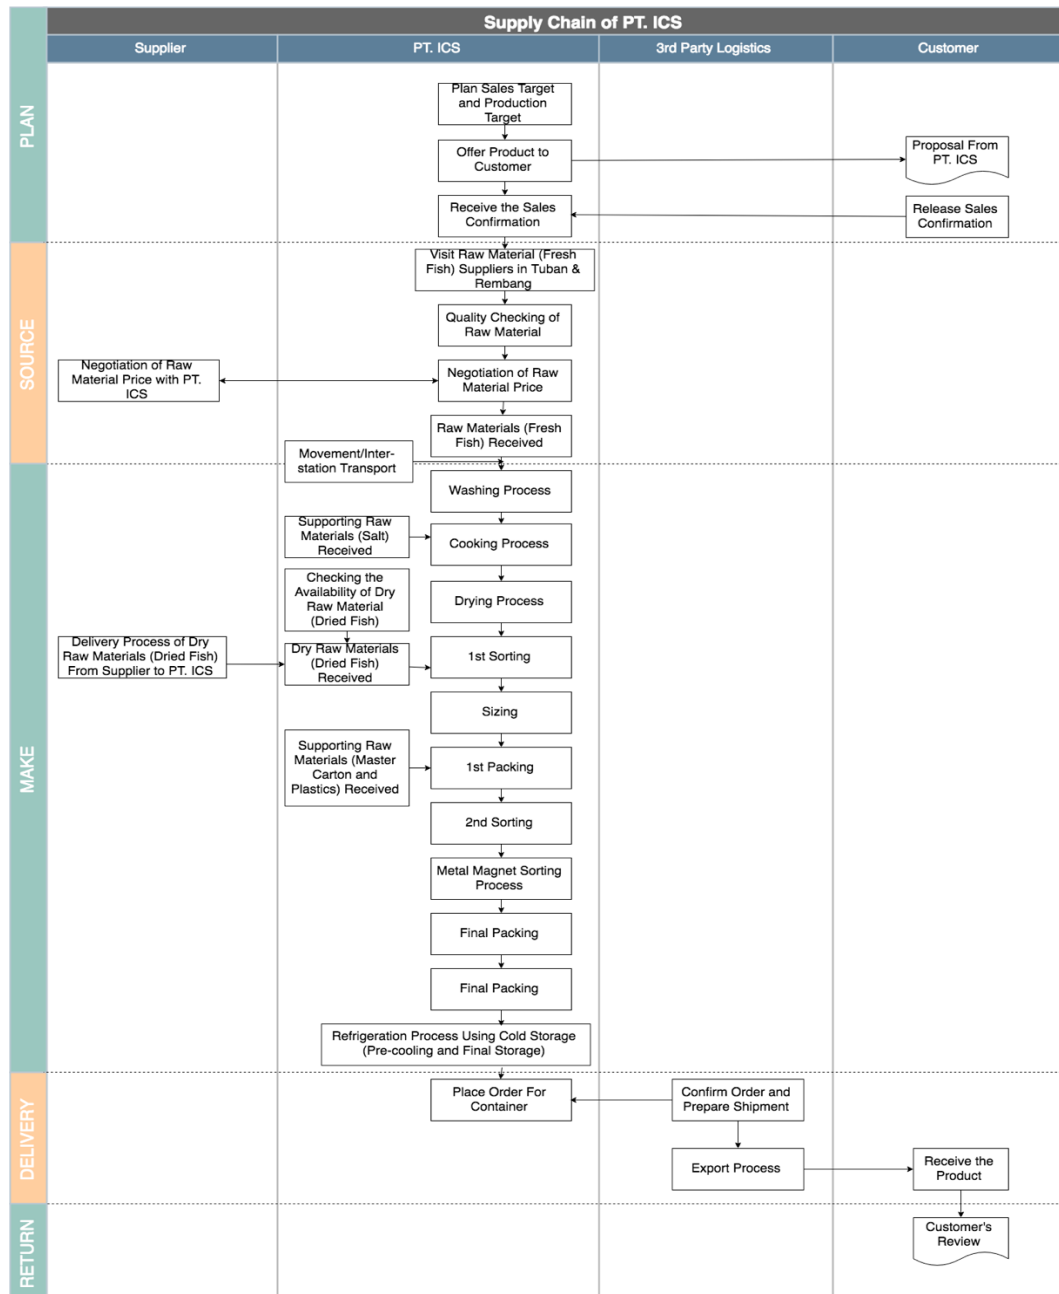 Supply Chain of PT. ICS
Supplier
PT. ICS
3rd Party Logistics
Customer
PLAN
Plan Sales Target
and Production
Target
Offer Product to
Customer
Proposal From
PT. ICS
Receive the Sales
Confirmation
Release Sales
Confirmation
SOURCE
Visit Raw Material (Fresh
Fish) Suppliers in Tuban &
Rembang
Quality Checking of
Raw Material
Negotiation of Raw
Material Price with PT.
ICS
Negotiation of Raw
Material Price
Raw Materials (Fresh
Fish) Received
MAKE
Movement/Inter-
station Transport
Washing Process
Supporting Raw
Materials (Salt)
Received
Cooking Process
Checking the
Availability of Dry
Raw Material
(Dried Fish)
Drying Process
Delivery Process of Dry
Raw Materials (Dried Fish)
From Supplier to PT. ICS
Dry Raw Materials
(Dried Fish)
Received
1st Sorting
Sizing
Supporting Raw
Materials (Master
Carton and
Plastics) Received
1st Packing
2nd Sorting
Metal Magnet Sorting
Process
Final Packing
Final Packing
Refrigeration Process Using Cold Storage
(Pre-cooling and Final Storage)
DELIVERY
Place Order For
Container
Confirm Order and
Prepare Shipment
Export Process
Receive the
Product
RETURN
Customer's
Review